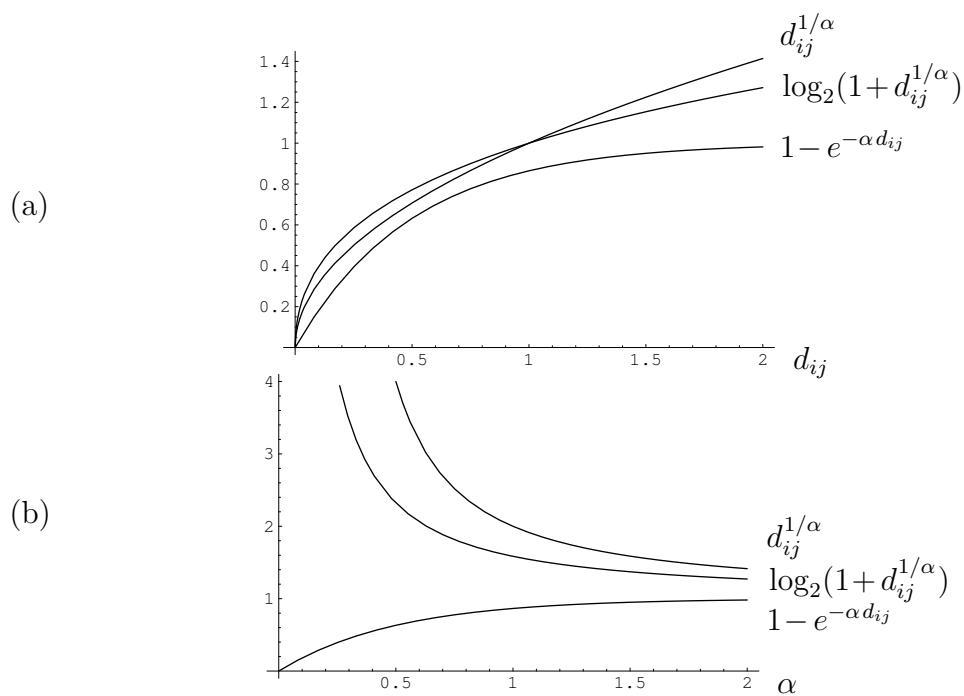 (a)
d_{ij}^{1/α}
log₂(1+d_{ij}^{1/α})
1−e^{−α d_{ij}}
1.4
1.2
1
0.8
0.6
0.4
0.2
0.5 1 1.5 2 d_{ij}
(b)
4
3
2
1
d_{ij}^{1/α}
log₂(1+d_{ij}^{1/α})
1−e^{−α d_{ij}}
0.5 1 1.5 2 α